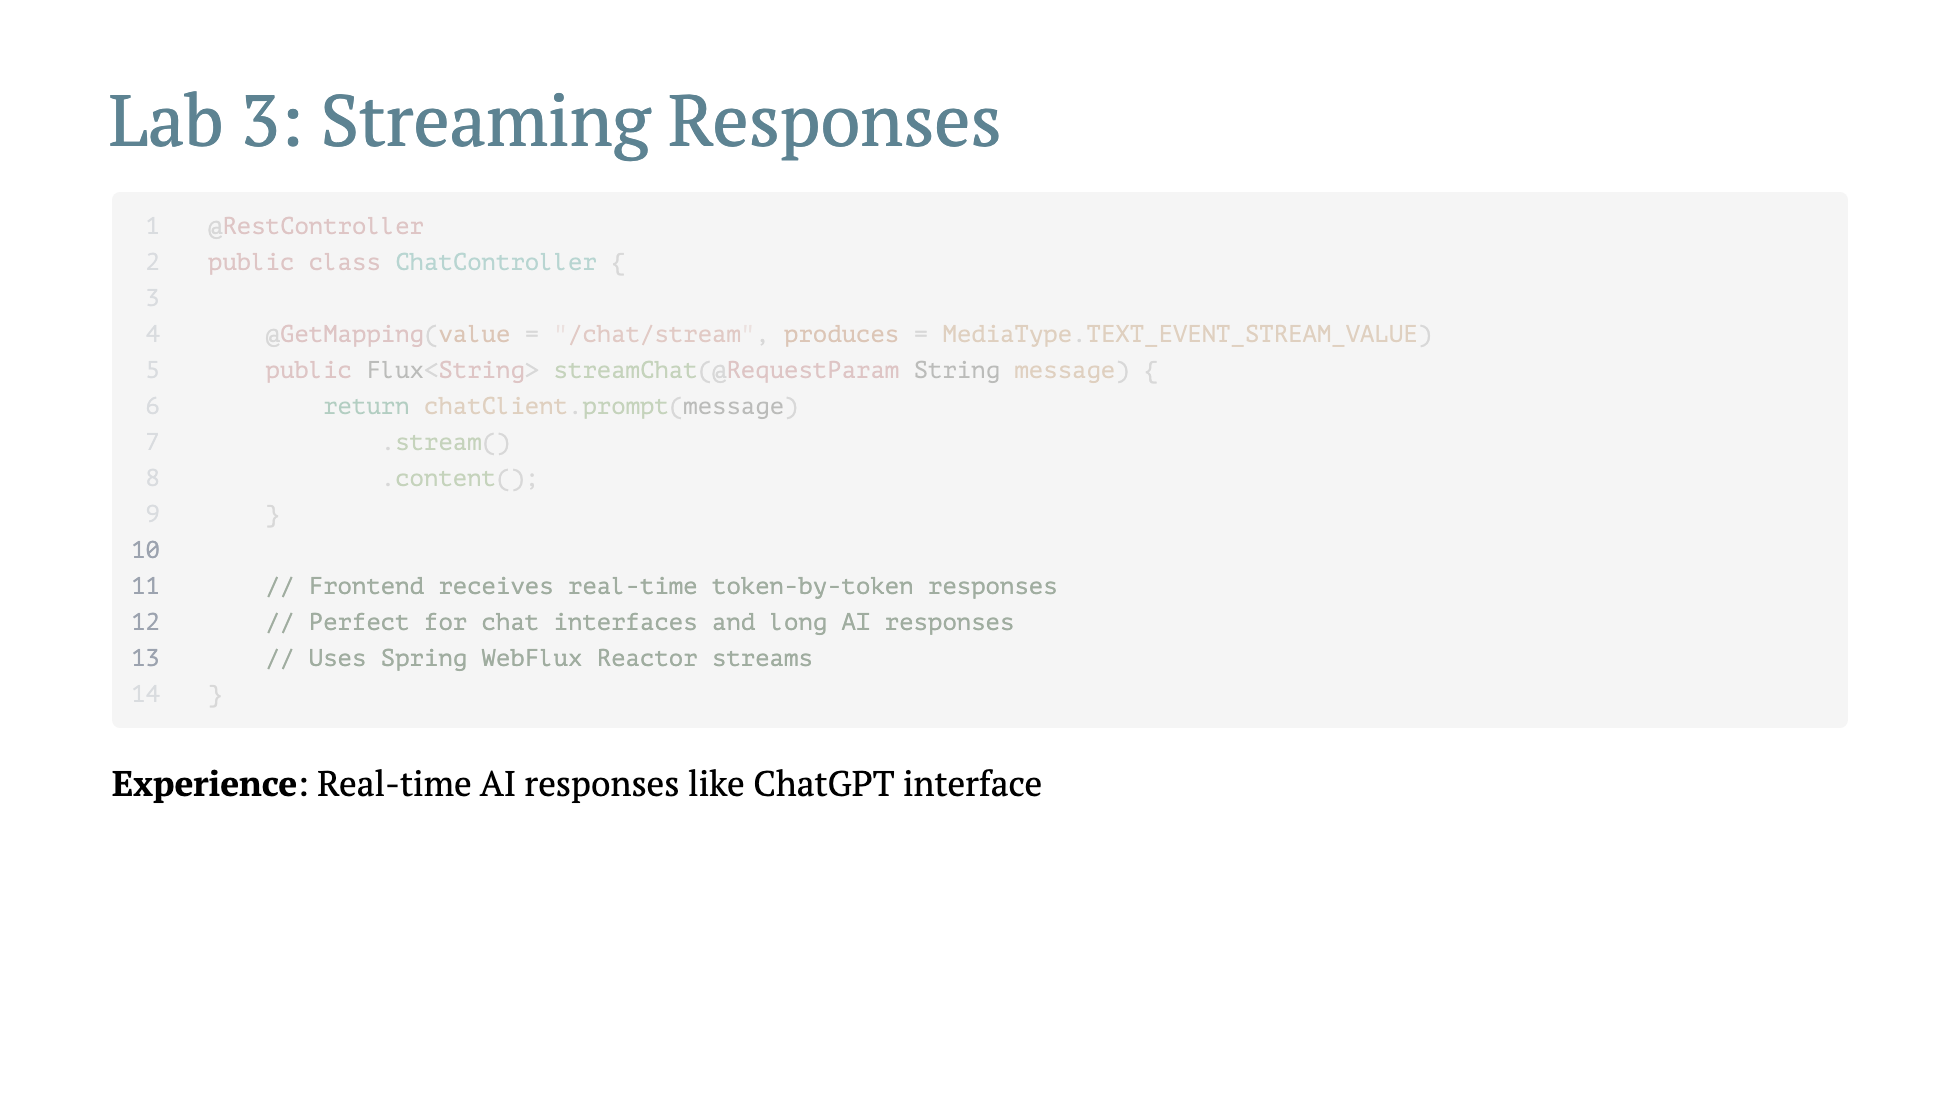 Lab 3: Streaming Responses
1 @RestController
2 public class ChatController {
3
4 @GetMapping(value = "/chat/stream", produces = MediaType.TEXT_EVENT_STREAM_VALUE)
5 public Flux<String> streamChat(@RequestParam String message) {
6 return chatClient.prompt(message)
7 .stream()
8 .content();
9 }
10
11 // Frontend receives real-time token-by-token responses
12 // Perfect for chat interfaces and long AI responses
13 // Uses Spring WebFlux Reactor streams
14 }
Experience: Real-time AI responses like ChatGPT interface